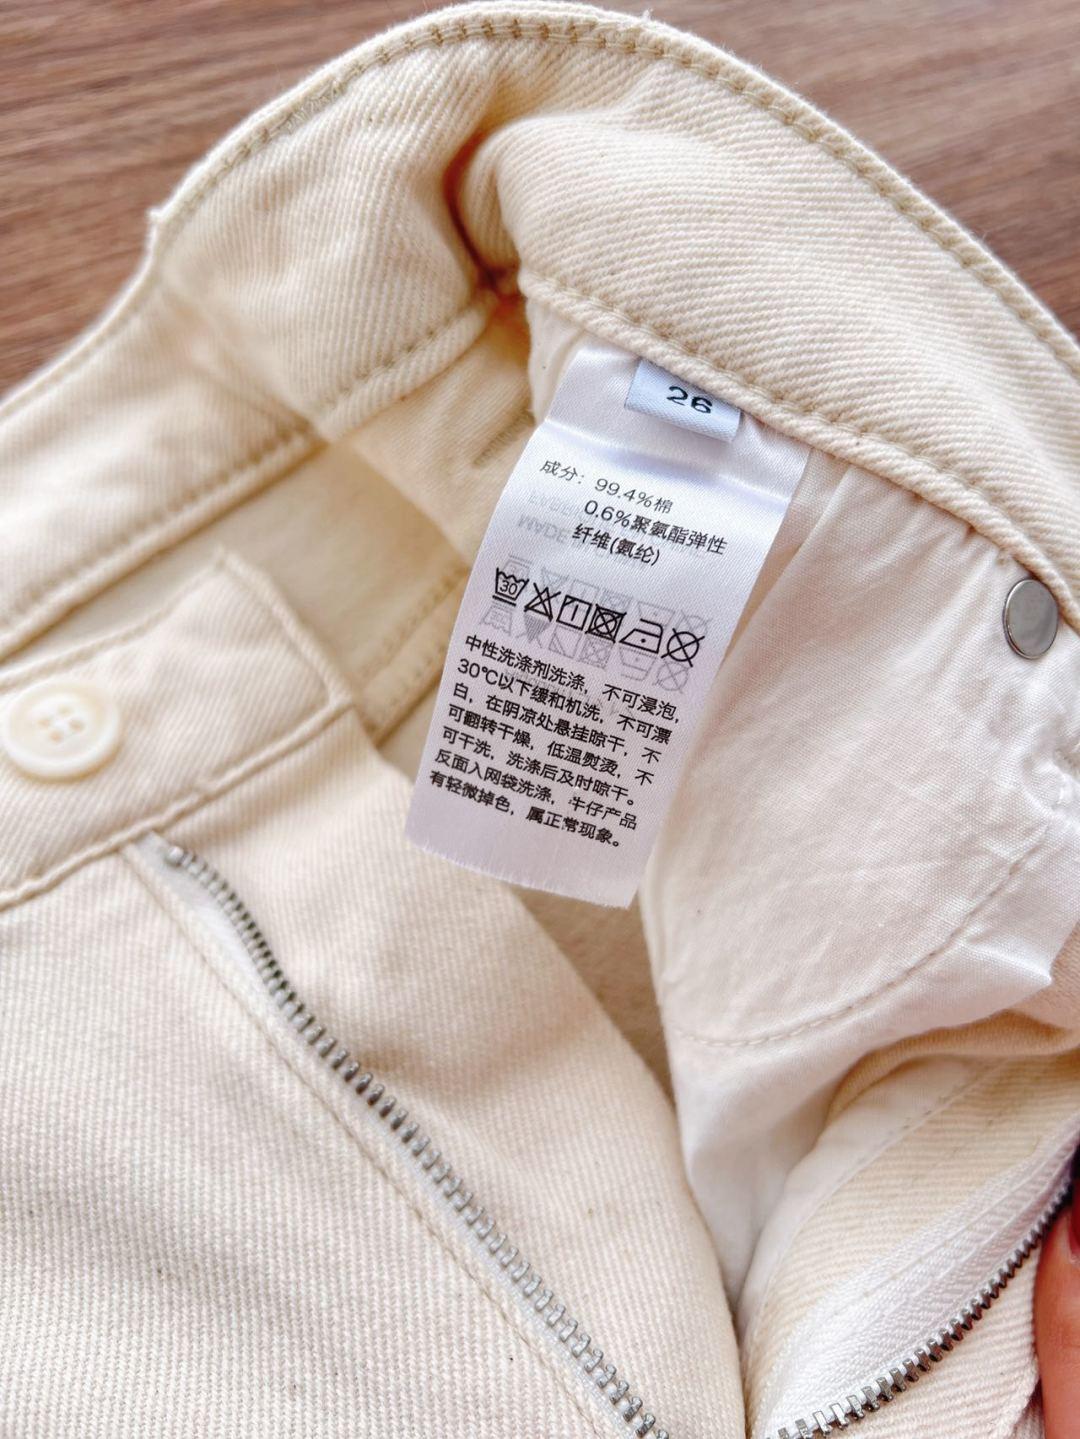 26
成分：99.4%棉
0.6%聚氨酯弹性
纤维(氨纶)
30
中性洗涤剂洗涤，不可浸泡，
30℃以下缓和机洗，不可漂
白，在阴凉处悬挂晾干，不
可翻转干燥，低温熨烫，不
可干洗，洗涤后及时晾干。
反面入网袋洗涤，牛仔产品
有轻微掉色，属正常现象。